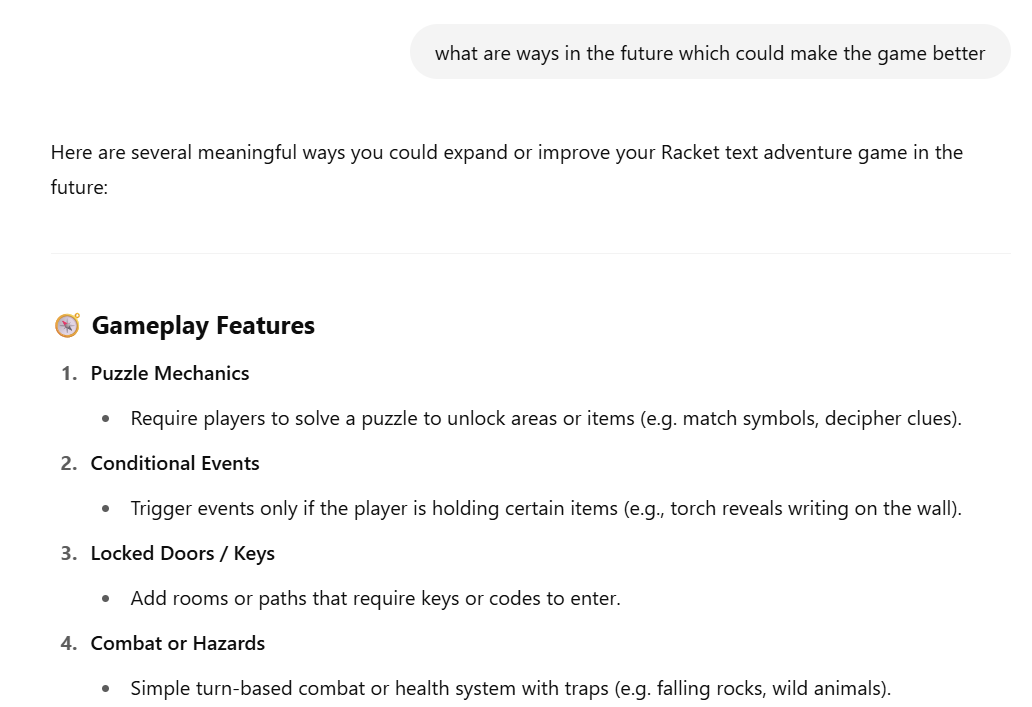 what are ways in the future which could make the game better
Here are several meaningful ways you could expand or improve your Racket text adventure game in the
future:
Gameplay Features
1. Puzzle Mechanics
• Require players to solve a puzzle to unlock areas or items (e.g. match symbols, decipher clues).
2. Conditional Events
• Trigger events only if the player is holding certain items (e.g., torch reveals writing on the wall).
3. Locked Doors / Keys
• Add rooms or paths that require keys or codes to enter.
4. Combat or Hazards
• Simple turn-based combat or health system with traps (e.g. falling rocks, wild animals).